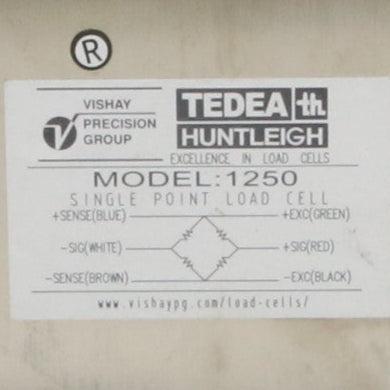 ®
VISHAY
PRECISION
GROUP
TEDEA th
HUNTLEIGH
EXCELLENCE IN LOAD CELLS
MODEL:1250
SINGLE POINT LOAD CELL
+SENSE(BLUE) +EXC(GREEN)
-SIG(WHITE) +SIG(RED)
-SENSE(BROWN) -EXC(BLACK)
www.vishaypg.com/load-cells/